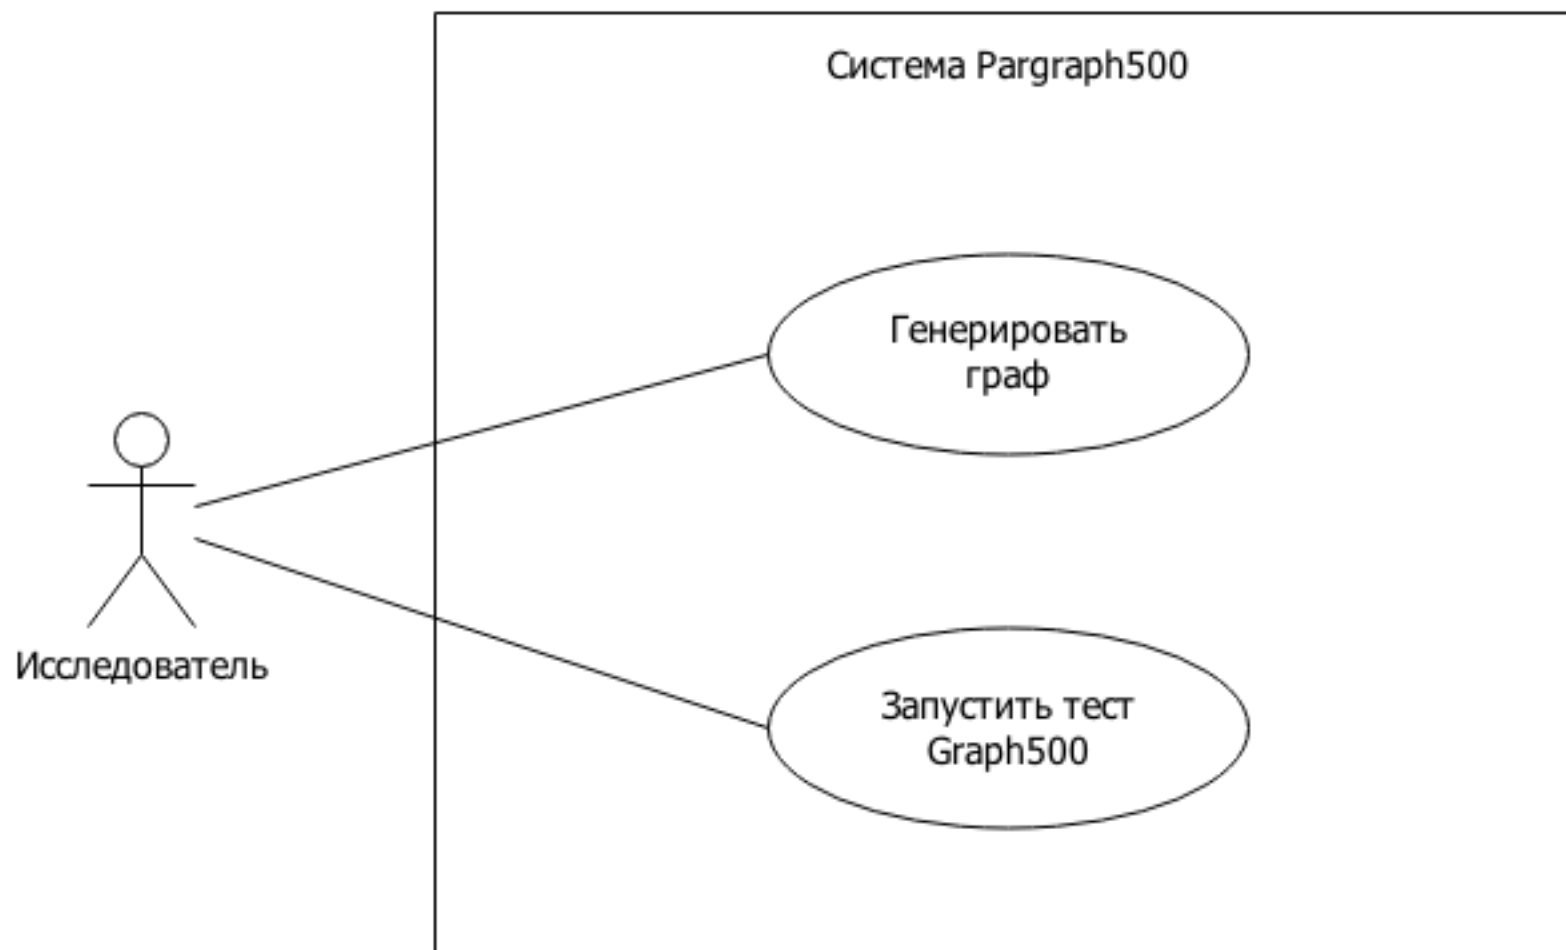 Система Pargraph500
Генерировать
граф
Исследователь
Запустить тест
Graph500